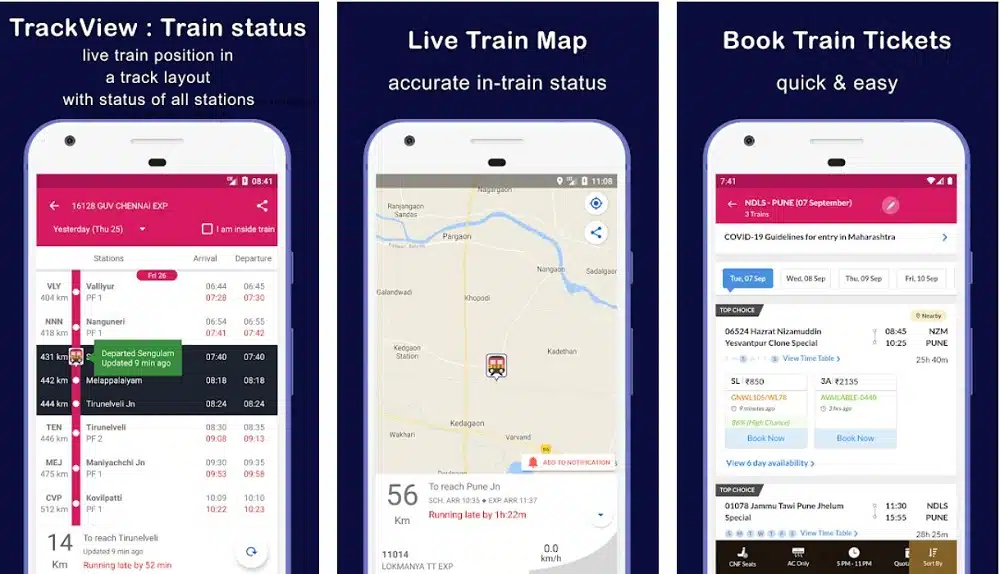 TrackView : Train status
live train position in
a track layout
with status of all stations
08:41
16128 GUV CHENNAI EXP
Yesterday (Thu 25)
I am inside train
Stations Arrival Departure
Fri 26
VLY Valliyur 06:44 06:45
404 km PF 1 07:28 07:30
NNN Nanguneri 06:54 06:55
418 km PF 1 07:41 07:42
431 km S 07:40 07:40
Departed Sengulam
Updated 9 min ago
442 km Melappalaiyam 08:18 08:18
444 km Tirunelveli Jn 08:24 08:24
TEN Tirunelveli 08:30 08:35
446 km PF 2 09:08 09:13
MEJ Maniyachchi Jn 09:30 09:35
475 km PF 1 09:53 09:58
CVP Kovilpatti 10:09 10:10
512 km PF 1 10:22 10:23
14 Km
To reach Tirunelveli
Updated 9 min ago
Running late by 52 min
Live Train Map
accurate in-train status
11:08
Nagargaon
Ranjangaon
Sandas
Pargaon
Nangaon
Sadalgaon
Galandwadi
Khopodi
Kedgaon
Station
Kadethan
Kedagaon
Wakhari
Varvand
ADD TO NOTIFICATION
56 Km
To reach Pune Jn
SCH. ARR 10:35 ◆ EXP. ARR 11:37
Running late by 1h:22m
11014
LOKMANYA TT EXP
0.0
km/h
Book Train Tickets
quick & easy
7:41
NDLS - PUNE (07 September)
3 Trains
COVID-19 Guidelines for entry in Maharashtra
Tue, 07 Sep Wed, 08 Sep Thu, 09 Sep Fri, 10 Sep
TOP CHOICE
Nearby
06524 Hazrat Nizamuddin 08:45 NZM
Yesvantpur Clone Special 10:25 PUNE
View Time Table 25h 40m
SL ₹850
GNWL105/WL78
9 minutes ago
86% (High Chance)
Book Now
3A ₹2135
AVAILABLE-0446
2 hrs ago
Book Now
View 6 day availability
TOP CHOICE
01078 Jammu Tawi Pune Jhelum 11:30 NDLS
Special 15:55 PUNE
S M T W T F S View Time Table 28h 25m
CNF Seats AC Only 5 PM - 11 PM Quota Sort By